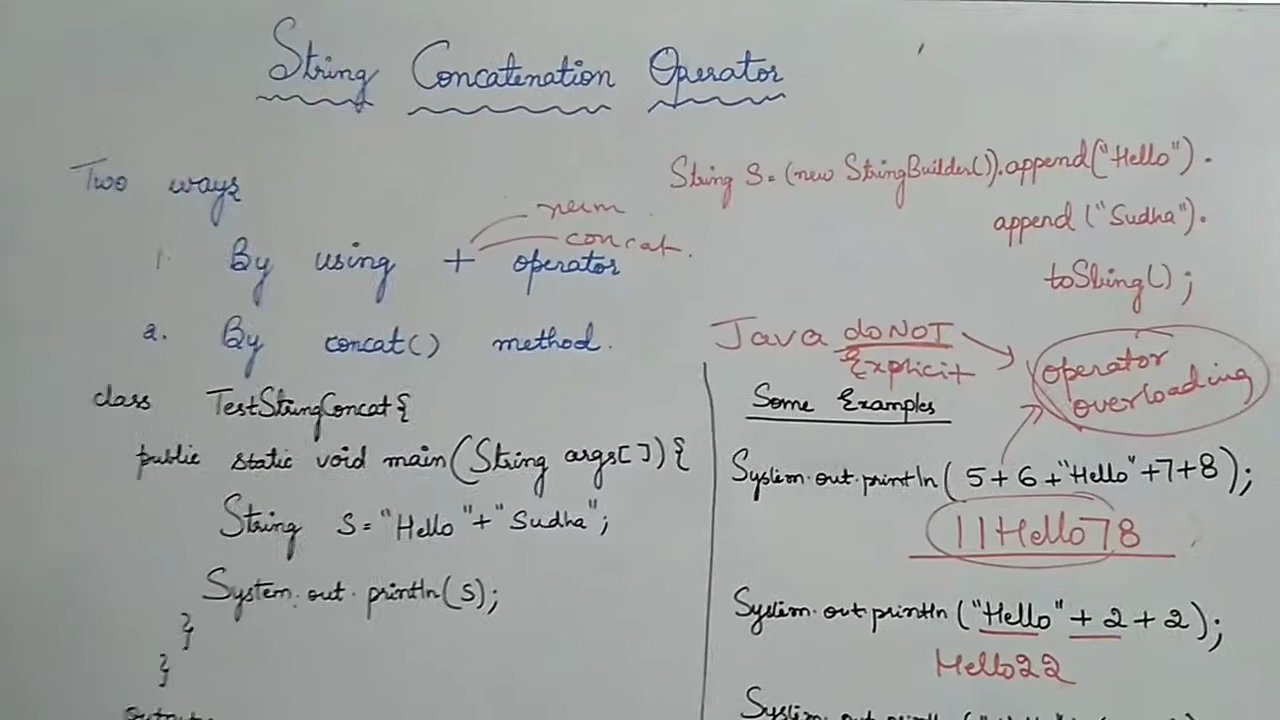 String Concatenation Operator
Two ways
1. By using + operator
num
concat.
2. By concat() method.
class TestStringConcat{
public static void main(String args[]){
String s="Hello"+"Sudha";
System.out.println(s);
}
}
String S=(new StringBuilder()).append("Hello").
append("Sudha").
toString();
Java do NOT
Explicit
operator
overloading
Some Examples
System.out.println(5+6+"Hello"+7+8);
11Hello78
System.out.println("Hello"+2+2);
Hello22